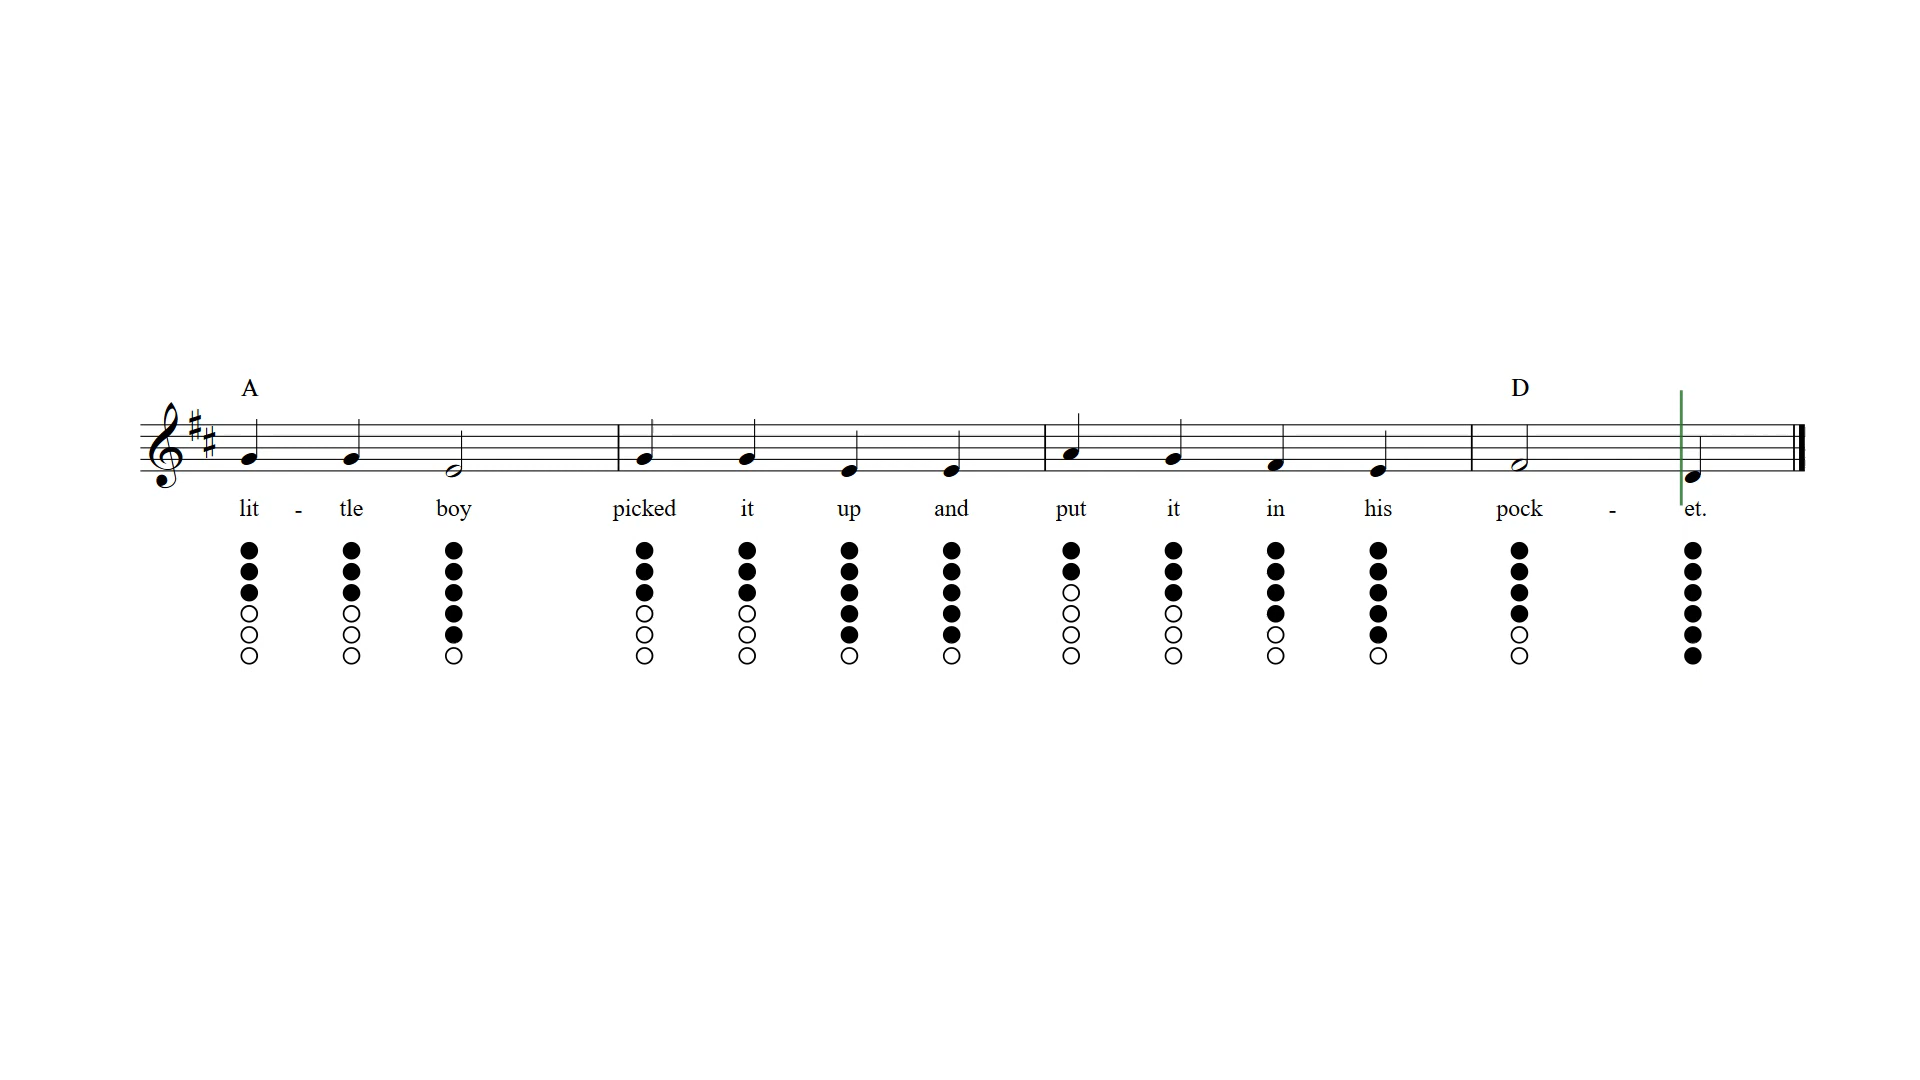 A D
lit - tle boy picked it up and put it in his pock - et.